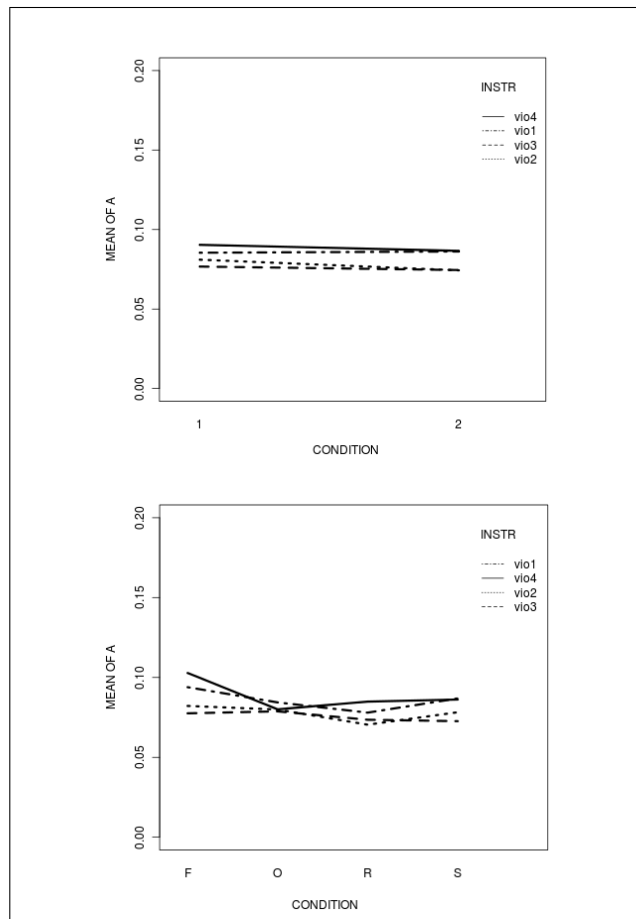 0.20
0.15
0.10
0.05
0.00
MEAN OF A
INSTR
vio4
vio1
vio3
vio2
1 2
CONDITION
0.20
0.15
0.10
0.05
0.00
MEAN OF A
INSTR
vio1
vio4
vio2
vio3
F O R S
CONDITION